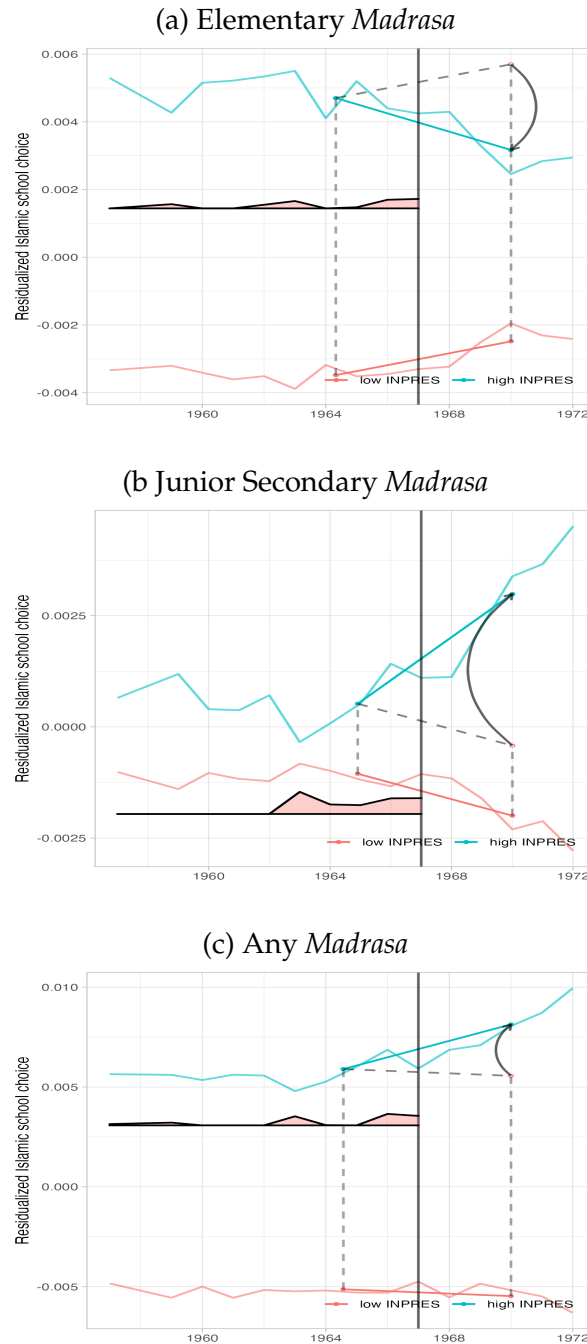 (a) Elementary Madrasa
0.006
0.004
0.002
0.000
-0.002
-0.004
Residualized Islamic school choice
low INPRES high INPRES
1960 1964 1968 1972
(b Junior Secondary Madrasa
0.0025
0.0000
-0.0025
Residualized Islamic school choice
low INPRES high INPRES
1960 1964 1968 1972
(c) Any Madrasa
0.010
0.005
0.000
-0.005
Residualized Islamic school choice
low INPRES high INPRES
1960 1964 1968 1972